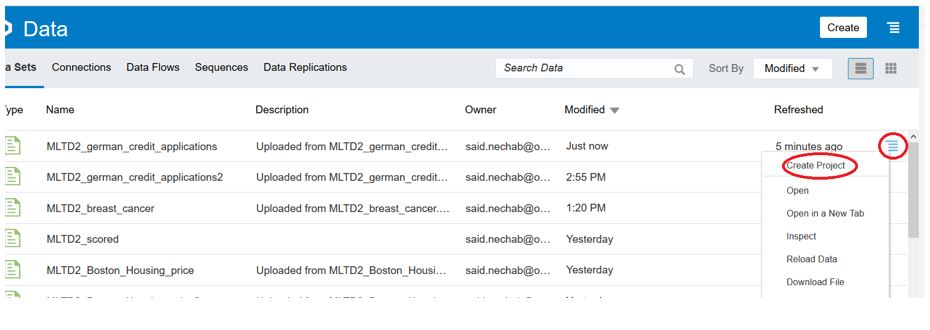 Data
Create
a Sets Connections Data Flows Sequences Data Replications
Search Data
Sort By Modified
Type Name Description Owner Modified Refreshed
MLTD2_german_credit_applications Uploaded from MLTD2_german_credit... said.nechab@o... Just now 5 minutes ago
MLTD2_german_credit_applications2 Uploaded from MLTD2_german_credit... said.nechab@o... 2:55 PM
MLTD2_breast_cancer Uploaded from MLTD2_breast_cancer.... said.nechab@o... 1:20 PM
MLTD2_scored said.nechab@o... Yesterday
MLTD2_Boston_Housing_price Uploaded from MLTD2_Boston_Housi... said.nechab@o... Yesterday
Create Project
Open
Open in a New Tab
Inspect
Reload Data
Download File